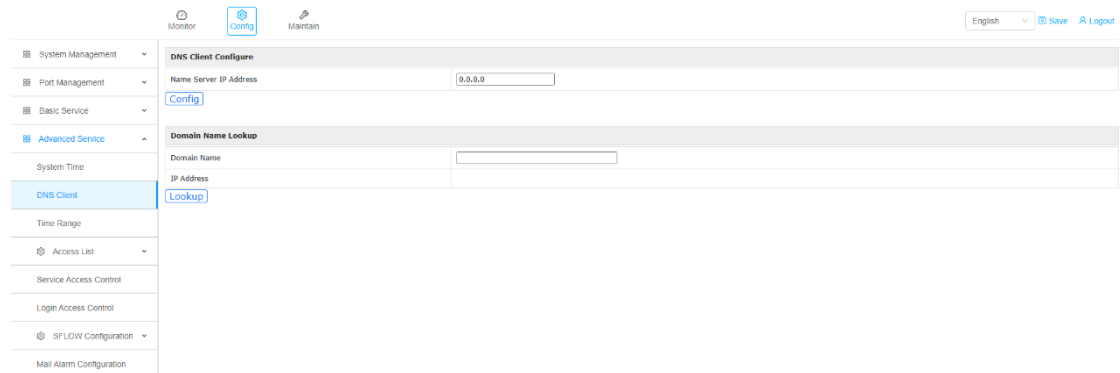 Monitor Config Maintain English Save Logout
System Management
Port Management
Basic Service
Advanced Service
System Time
DNS Client
Time Range
Access List
Service Access Control
Login Access Control
SFLOW Configuration
Mail Alarm Configuration
DNS Client Configure
Name Server IP Address 0.0.0.0
Config
Domain Name Lookup
Domain Name
IP Address
Lookup